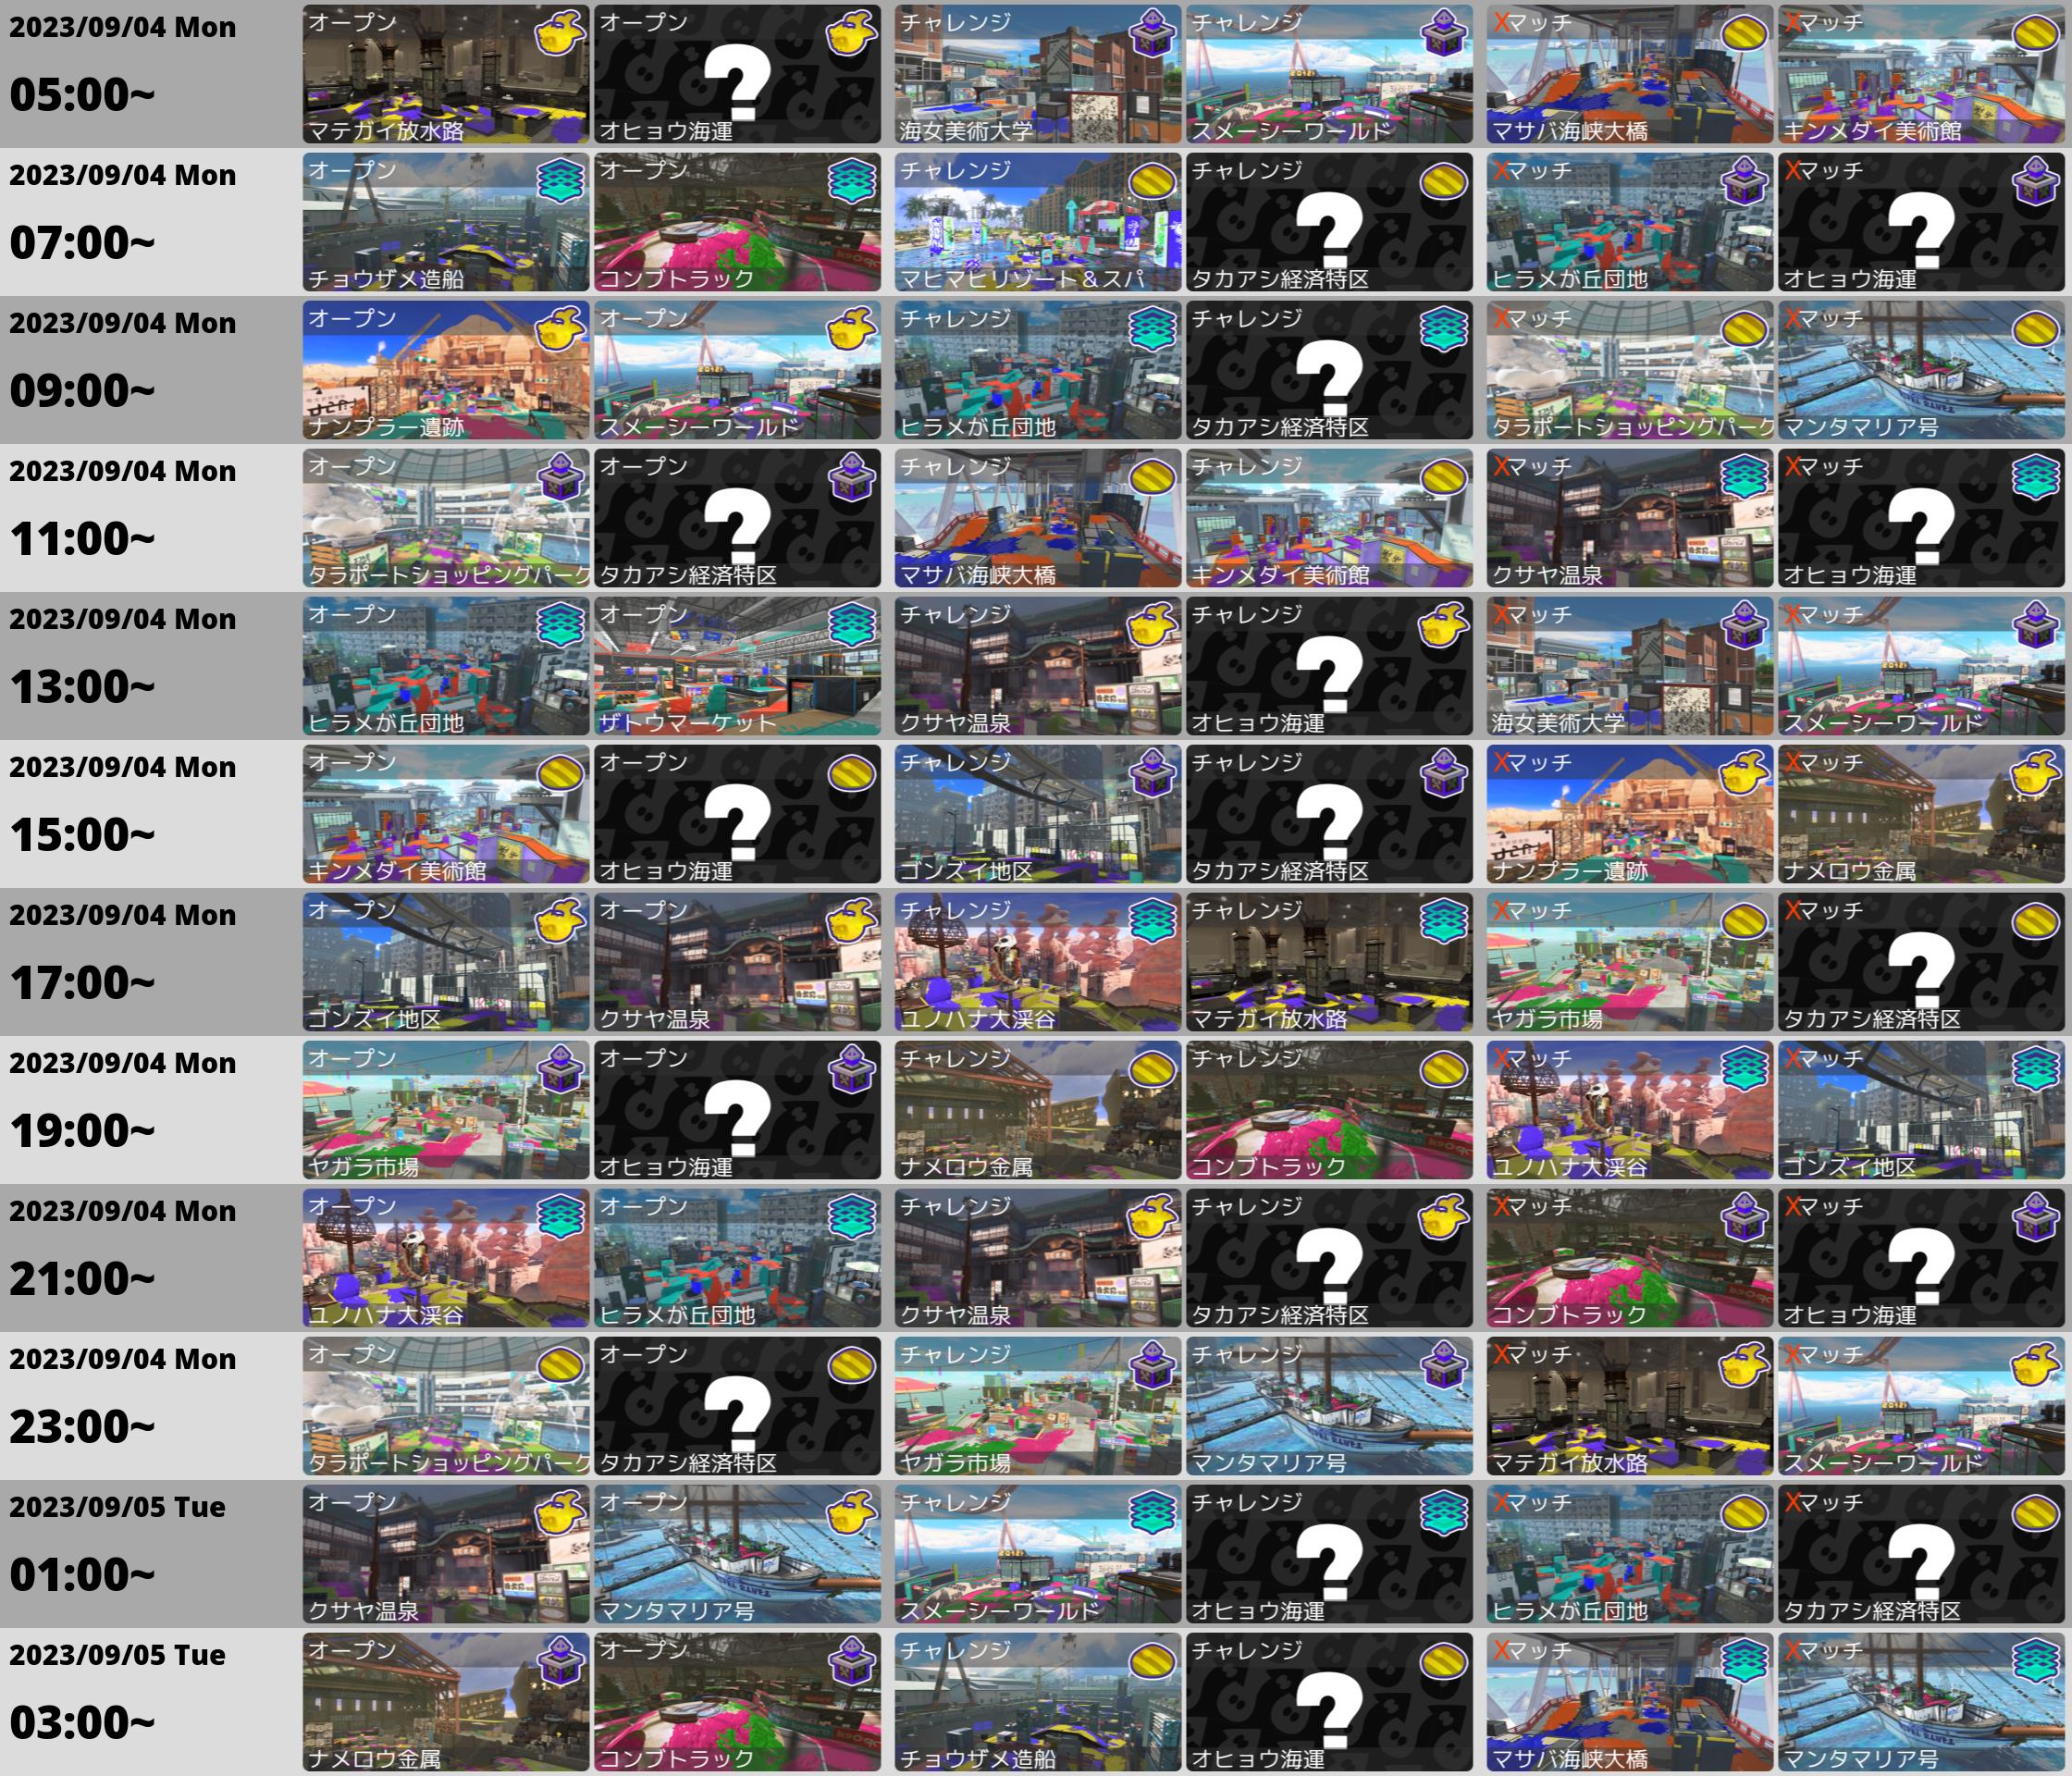 2023/09/04 Mon
05:00~
オープン
マテガイ放水路
オープン
オヒョウ海運
チャレンジ
海女美術大学
チャレンジ
スメーシーワールド
Xマッチ
マサバ海峡大橋
Xマッチ
キンメダイ美術館
2023/09/04 Mon
07:00~
オープン
チョウザメ造船
オープン
コンブトラック
チャレンジ
マヒマヒリゾート&スパ
チャレンジ
タカアシ経済特区
Xマッチ
ヒラメが丘団地
Xマッチ
オヒョウ海運
2023/09/04 Mon
09:00~
オープン
ナンプラー遺跡
オープン
スメーシーワールド
チャレンジ
ヒラメが丘団地
チャレンジ
タカアシ経済特区
Xマッチ
タラポートショッピングパーク
Xマッチ
マンタマリア号
2023/09/04 Mon
11:00~
オープン
タラポートショッピングパーク
オープン
タカアシ経済特区
チャレンジ
マサバ海峡大橋
チャレンジ
キンメダイ美術館
Xマッチ
クサヤ温泉
Xマッチ
オヒョウ海運
2023/09/04 Mon
13:00~
オープン
ヒラメが丘団地
オープン
ザトウマーケット
チャレンジ
クサヤ温泉
チャレンジ
オヒョウ海運
Xマッチ
海女美術大学
Xマッチ
スメーシーワールド
2023/09/04 Mon
15:00~
オープン
キンメダイ美術館
オープン
オヒョウ海運
チャレンジ
ゴンズイ地区
チャレンジ
タカアシ経済特区
Xマッチ
ナンプラー遺跡
Xマッチ
ナメロウ金属
2023/09/04 Mon
17:00~
オープン
ゴンズイ地区
オープン
クサヤ温泉
チャレンジ
ユノハナ大渓谷
チャレンジ
マテガイ放水路
Xマッチ
ヤガラ市場
Xマッチ
タカアシ経済特区
2023/09/04 Mon
19:00~
オープン
ヤガラ市場
オープン
オヒョウ海運
チャレンジ
ナメロウ金属
チャレンジ
コンブトラック
Xマッチ
ユノハナ大渓谷
Xマッチ
ゴンズイ地区
2023/09/04 Mon
21:00~
オープン
ユノハナ大渓谷
オープン
ヒラメが丘団地
チャレンジ
クサヤ温泉
チャレンジ
タカアシ経済特区
Xマッチ
コンブトラック
Xマッチ
オヒョウ海運
2023/09/04 Mon
23:00~
オープン
タラポートショッピングパーク
オープン
タカアシ経済特区
チャレンジ
ヤガラ市場
チャレンジ
マンタマリア号
Xマッチ
マテガイ放水路
Xマッチ
スメーシーワールド
2023/09/05 Tue
01:00~
オープン
クサヤ温泉
オープン
マンタマリア号
チャレンジ
スメーシーワールド
チャレンジ
オヒョウ海運
Xマッチ
ヒラメが丘団地
Xマッチ
タカアシ経済特区
2023/09/05 Tue
03:00~
オープン
ナメロウ金属
オープン
コンブトラック
チャレンジ
チョウザメ造船
チャレンジ
オヒョウ海運
Xマッチ
マサバ海峡大橋
Xマッチ
マンタマリア号